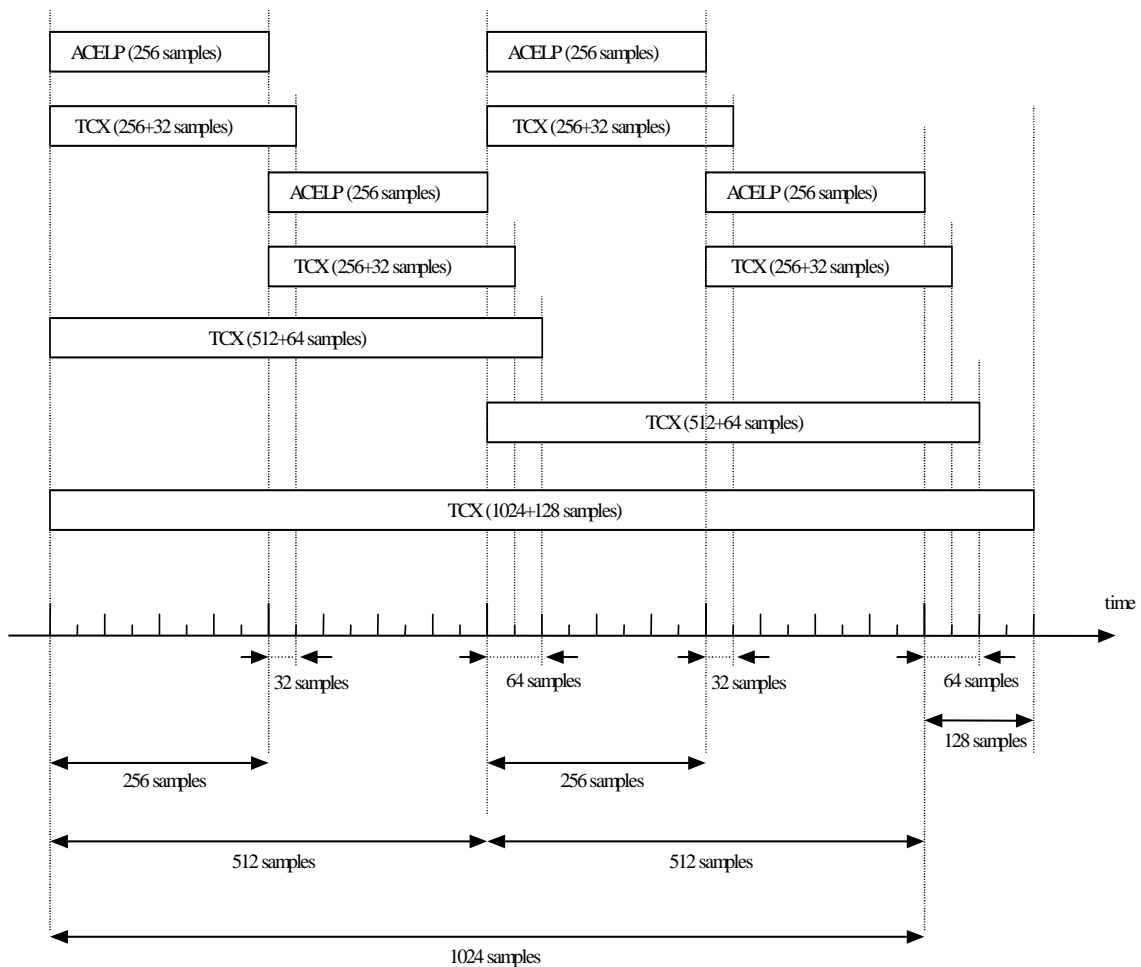 ACELP (256 samples)
ACELP (256 samples)
TCX (256+32 samples)
TCX (256+32 samples)
ACELP (256 samples)
ACELP (256 samples)
TCX (256+32 samples)
TCX (256+32 samples)
TCX (512+64 samples)
TCX (512+64 samples)
TCX (1024+128 samples)
time
32 samples
64 samples
32 samples
64 samples
128 samples
256 samples
256 samples
512 samples
512 samples
1024 samples